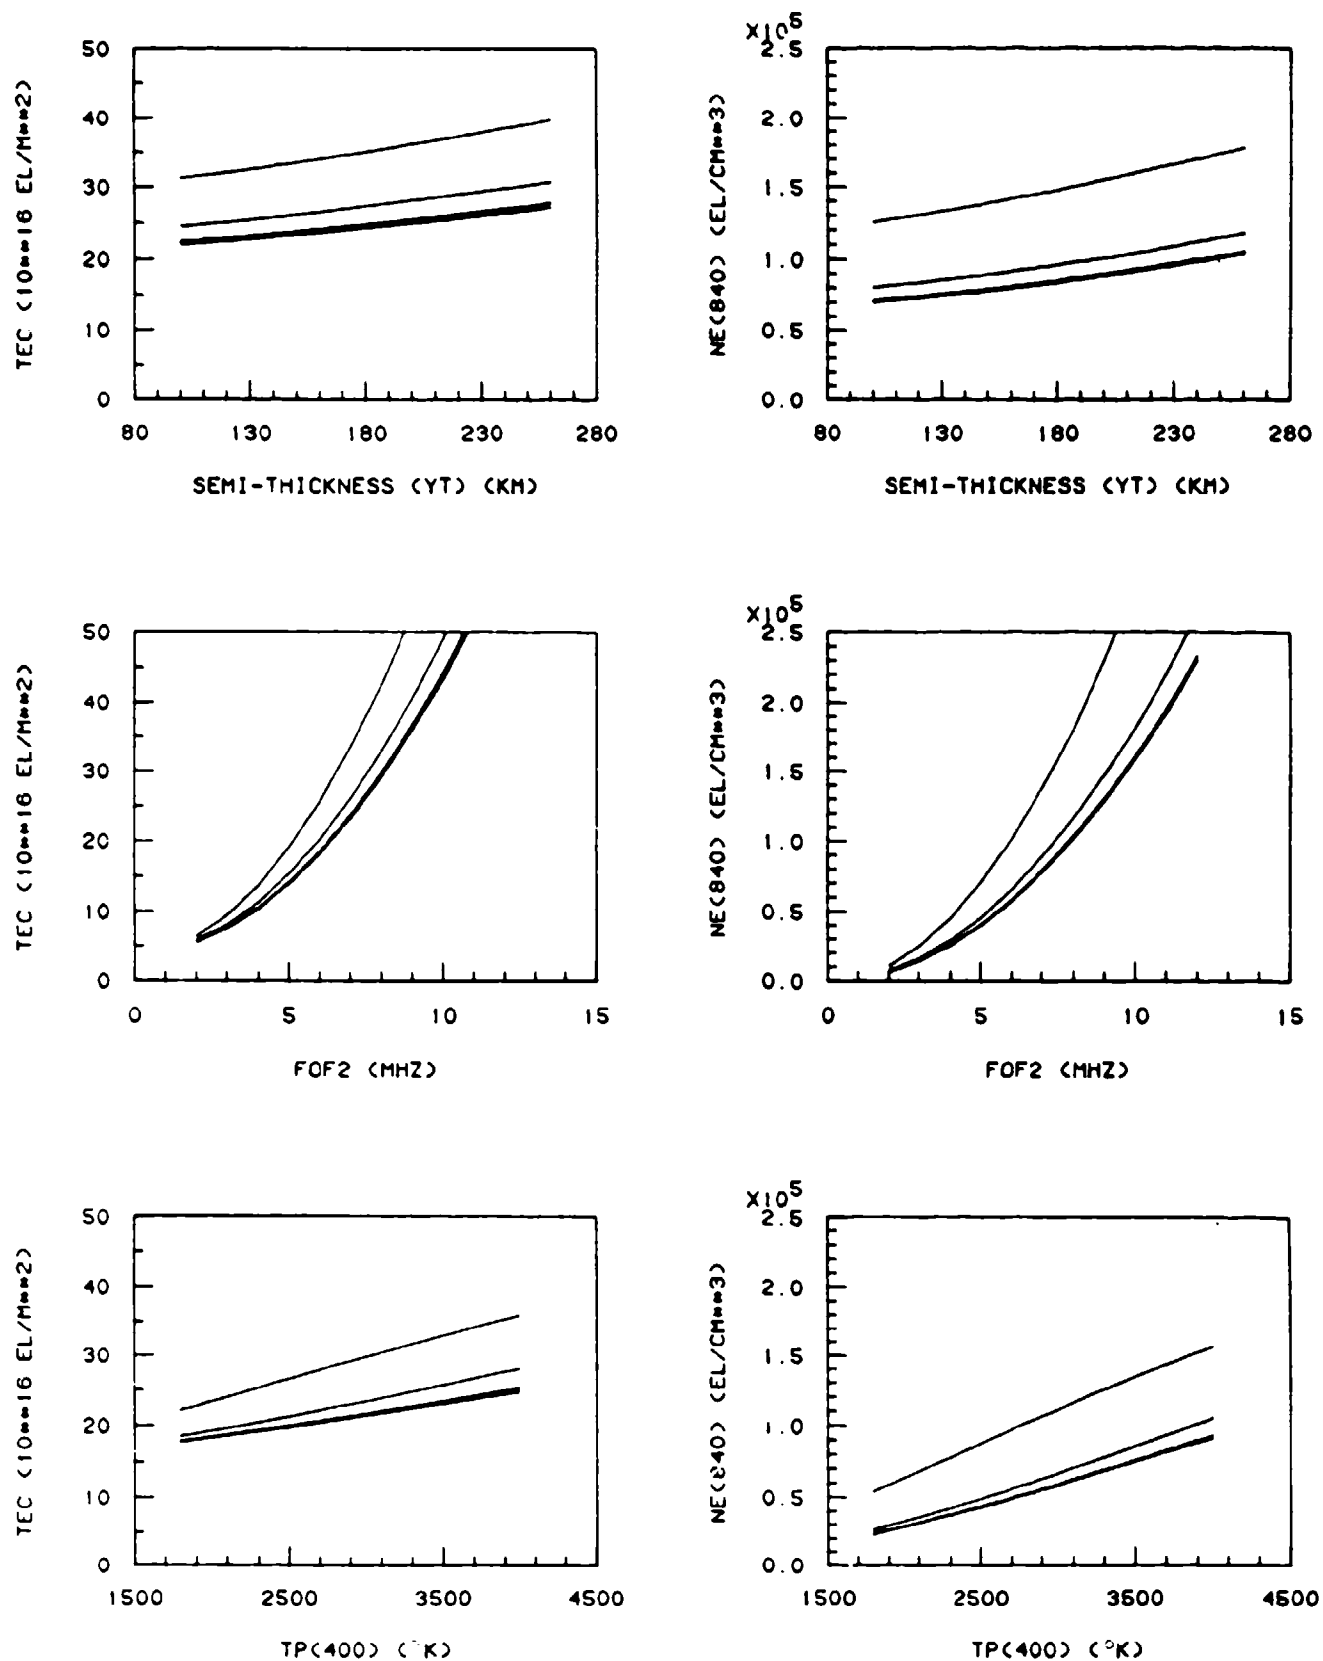 X10^5
50
40
30
20
10
0
TEC (10**16 EL/M**2)
80 130 180 230 280
SEMI-THICKNESS (YT) (KM)
2.5
2.0
1.5
1.0
0.5
0.0
NE(840) (EL/CM**3)
80 130 180 230 280
SEMI-THICKNESS (YT) (KM)
50
40
30
20
10
0
TEC (10**16 EL/M**2)
0 5 10 15
FOF2 (MHZ)
X10^5
2.5
2.0
1.5
1.0
0.5
0.0
NE(840) (EL/CM**3)
0 5 10 15
FOF2 (MHZ)
50
40
30
20
10
0
TEC (10**16 EL/M**2)
1500 2500 3500 4500
TP(400) (°K)
X10^5
2.5
2.0
1.5
1.0
0.5
0.0
NE(840) (EL/CM**3)
1500 2500 3500 4500
TP(400) (°K)